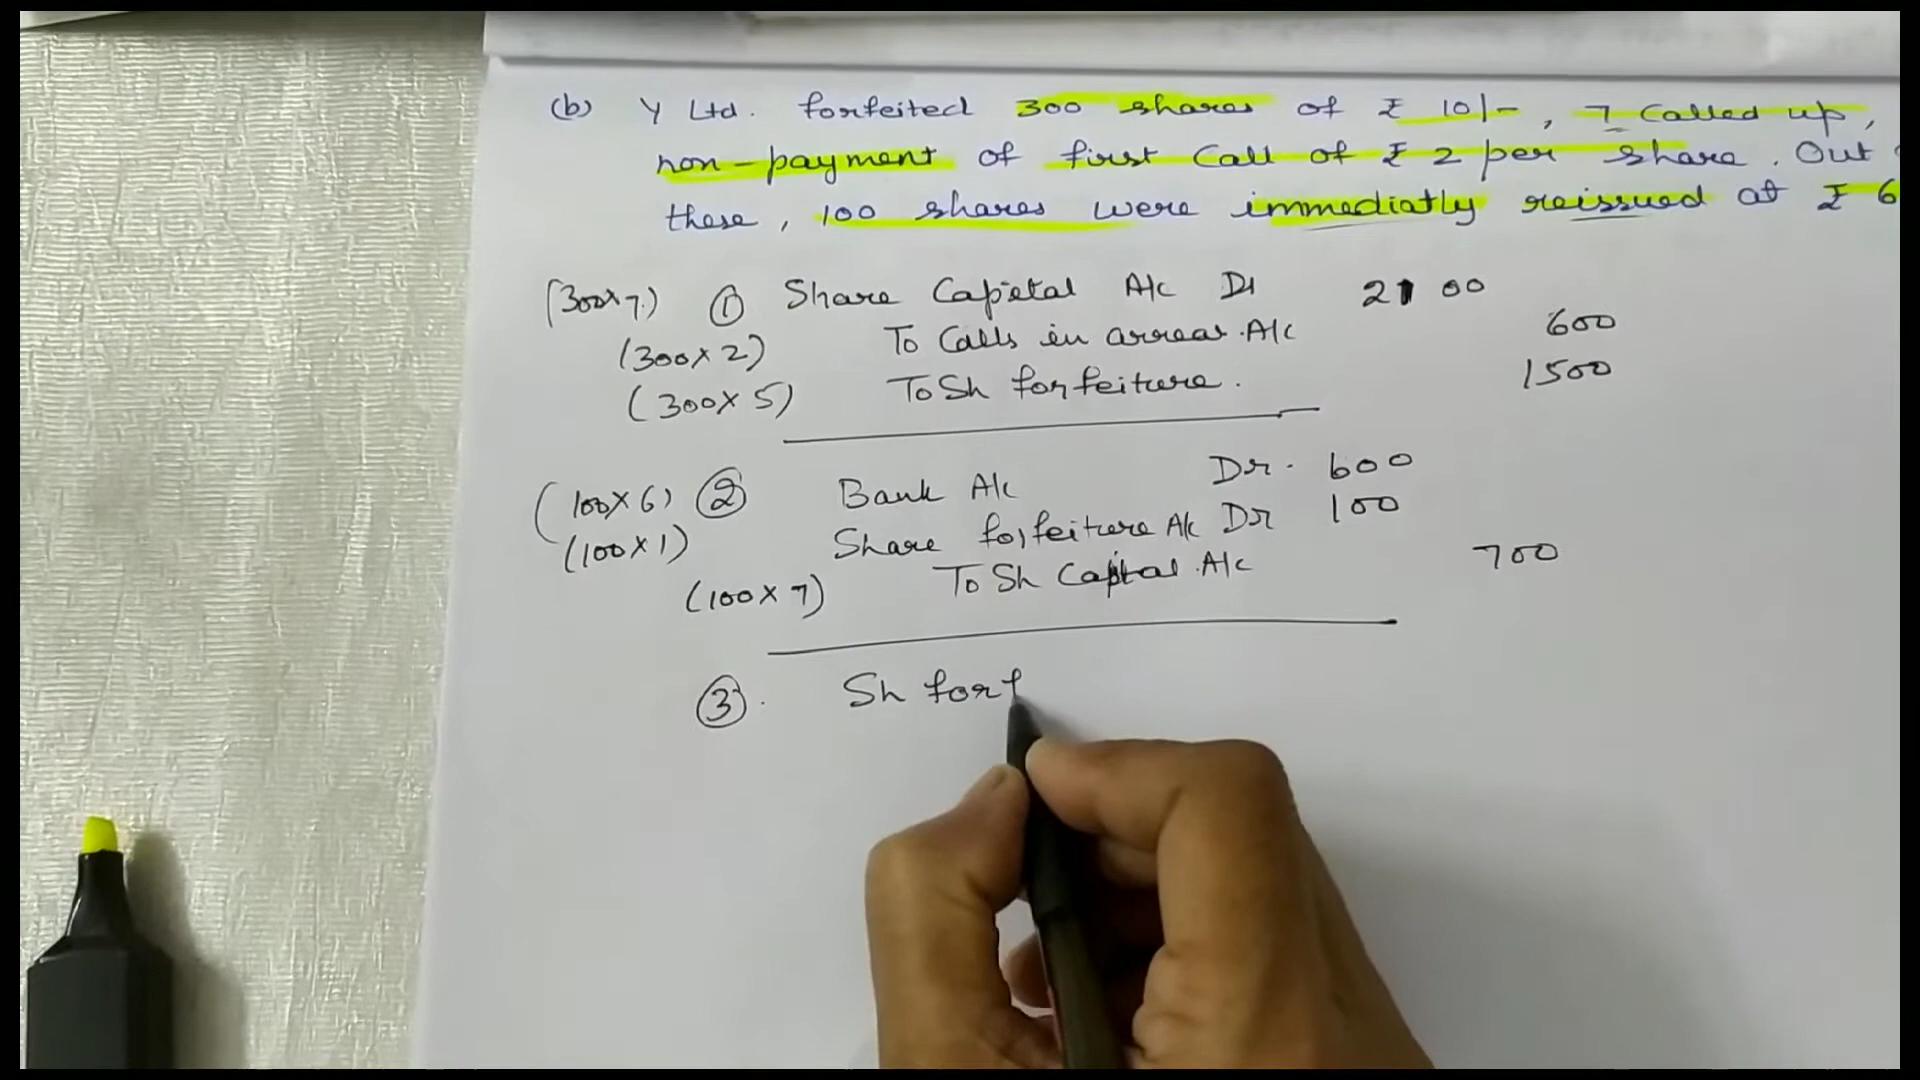 (b) Y Ltd. forfeited 300 shares of ₹ 10/-, 7 Called up,
non-payment of first Call of ₹ 2 per share. Out
these, 100 shares were immediatly reissued at ₹ 6
(300x7) ① Share Capetal A/c Dr 2100
(300x2) To Calls in arrear.A/c 600
(300x5) To Sh forfeiture. 1500
(100x6) ② Bank A/c Dr. 600
(100x1) Share forfeiture A/c Dr 100
(100x7) To Sh Capital.A/c 700
③. Sh forf